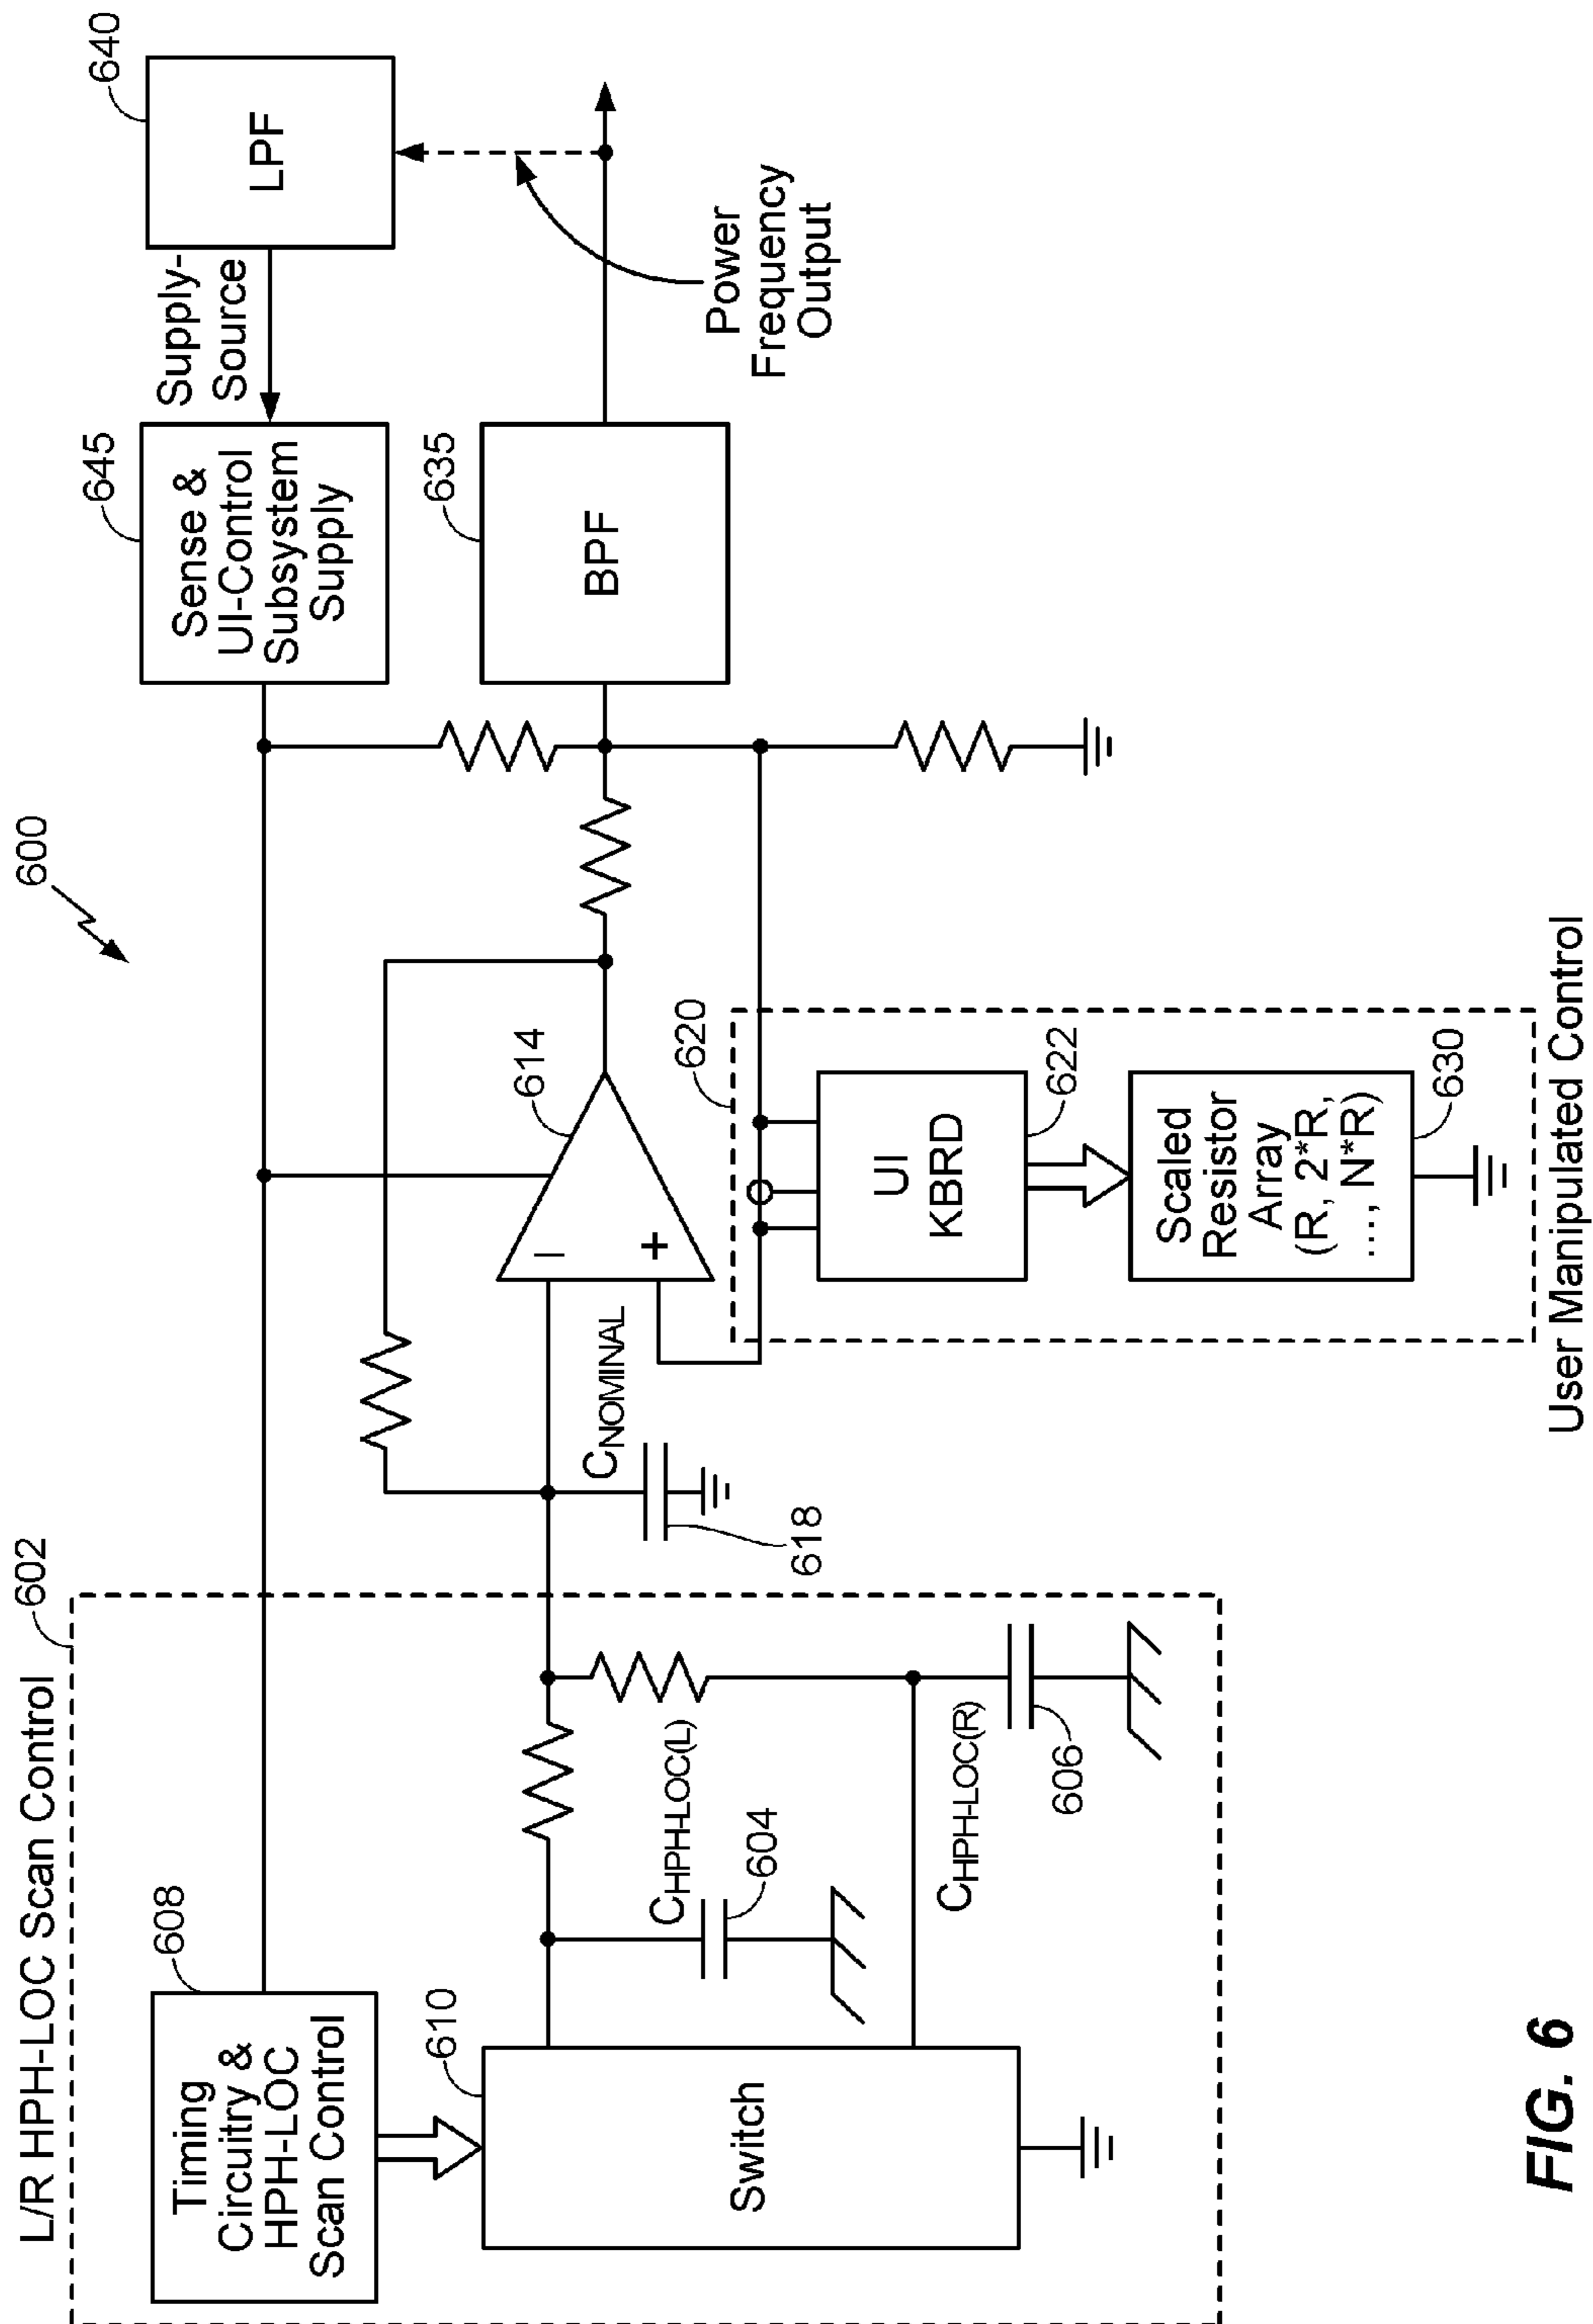 600
L/R HPH-LOC Scan Control
602
608
Timing
Circuitry &
HPH-LOC
Scan Control
610
Switch
CHPH-LOC(L)
604
CHPH-LOC(R)
606
CNOMINAL
618
614
−
+
620
UI
KBRD
622
Scaled
Resistor
Array
(R, 2*R,
...., N*R)
630
User Manipulated Control
645
Sense &
UI-Control
Subsystem
Supply
Supply-
Source
640
LPF
635
BPF
Power
Frequency
Output
FIG. 6